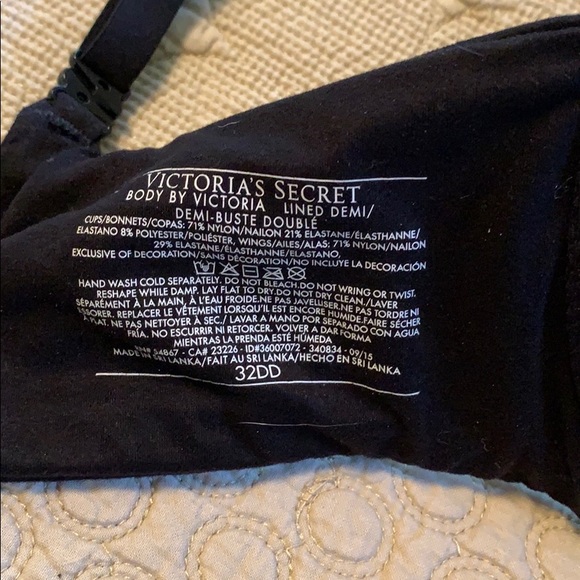 VICTORIA'S SECRET
BODY BY VICTORIA LINED DEMI/
DEMI-BUSTE DOUBLÉ
CUPS/BONNETS/COPAS: 71% NYLON/NAILON 21% ELASTANE/ÉLASTHANNE/
ELASTANO 8% POLYESTER/POLIÉSTER, WINGS/AILES/ALAS: 71% NYLON/NAILON
29% ELASTANE/ÉLASTHANNE/ELASTANO,
EXCLUSIVE OF DECORATION/SANS DÉCORATION/NO INCLUYE LA DECORACIÓN
HAND WASH COLD SEPARATELY. DO NOT BLEACH. DO NOT WRING OR TWIST.
RESHAPE WHILE DAMP. LAY FLAT TO DRY. DO NOT DRY CLEAN./LAVER
SÉPARÉMENT À LA MAIN, À L'EAU FROIDE. NE PAS JAVELLISER. NE PAS TORDRE NI
ESSORER. REPLACER LE VÊTEMENT LORSQU'IL EST ENCORE HUMIDE. FAIRE SÉCHER
À PLAT. NE PAS NETTOYER À SEC./LAVAR A MANO POR SEPARADO CON AGUA
FRÍA, NO ESCURRIR NI RETORCER. VOLVER A DAR FORMA
MIENTRAS LA PRENDA ESTÉ HÚMEDA
RN# 54867 - CA# 23226 - ID#36007072 - 340834 - 09/15
MADE IN SRI LANKA/FAIT AU SRI LANKA/HECHO EN SRI LANKA
32DD